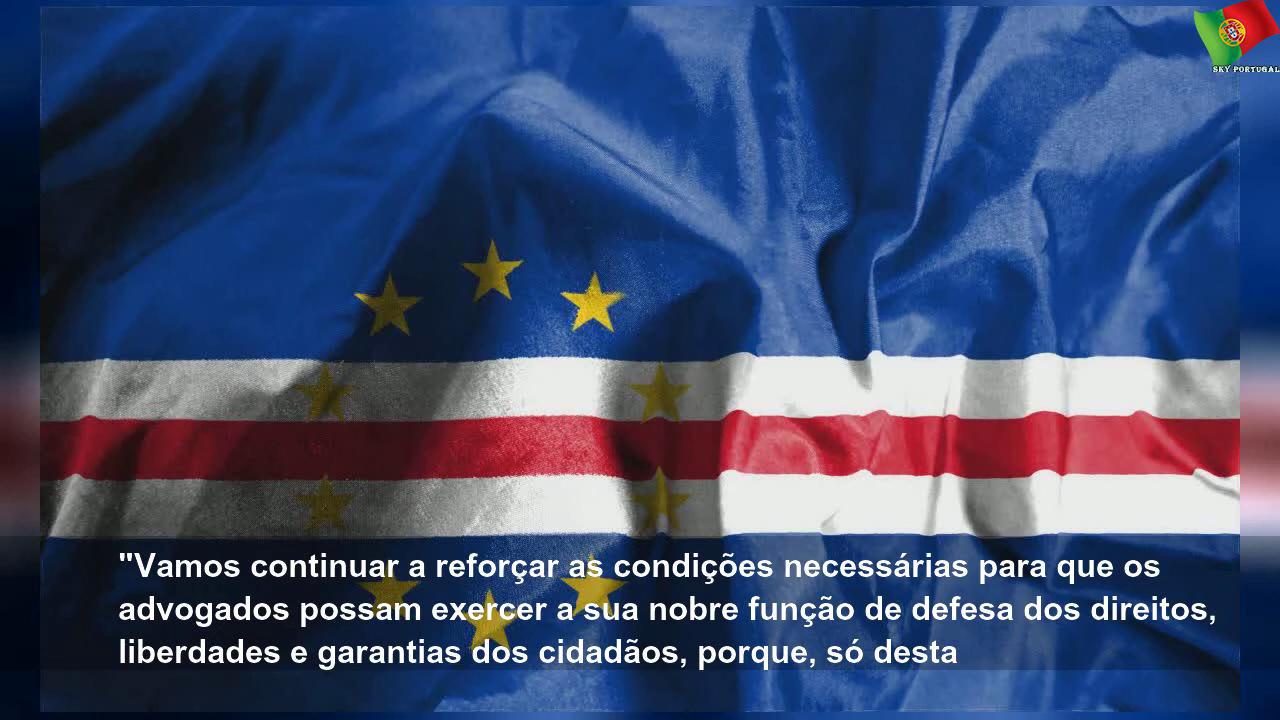 SKY PORTUGAL
"Vamos continuar a reforçar as condições necessárias para que os
advogados possam exercer a sua nobre função de defesa dos direitos,
liberdades e garantias dos cidadãos, porque, só desta